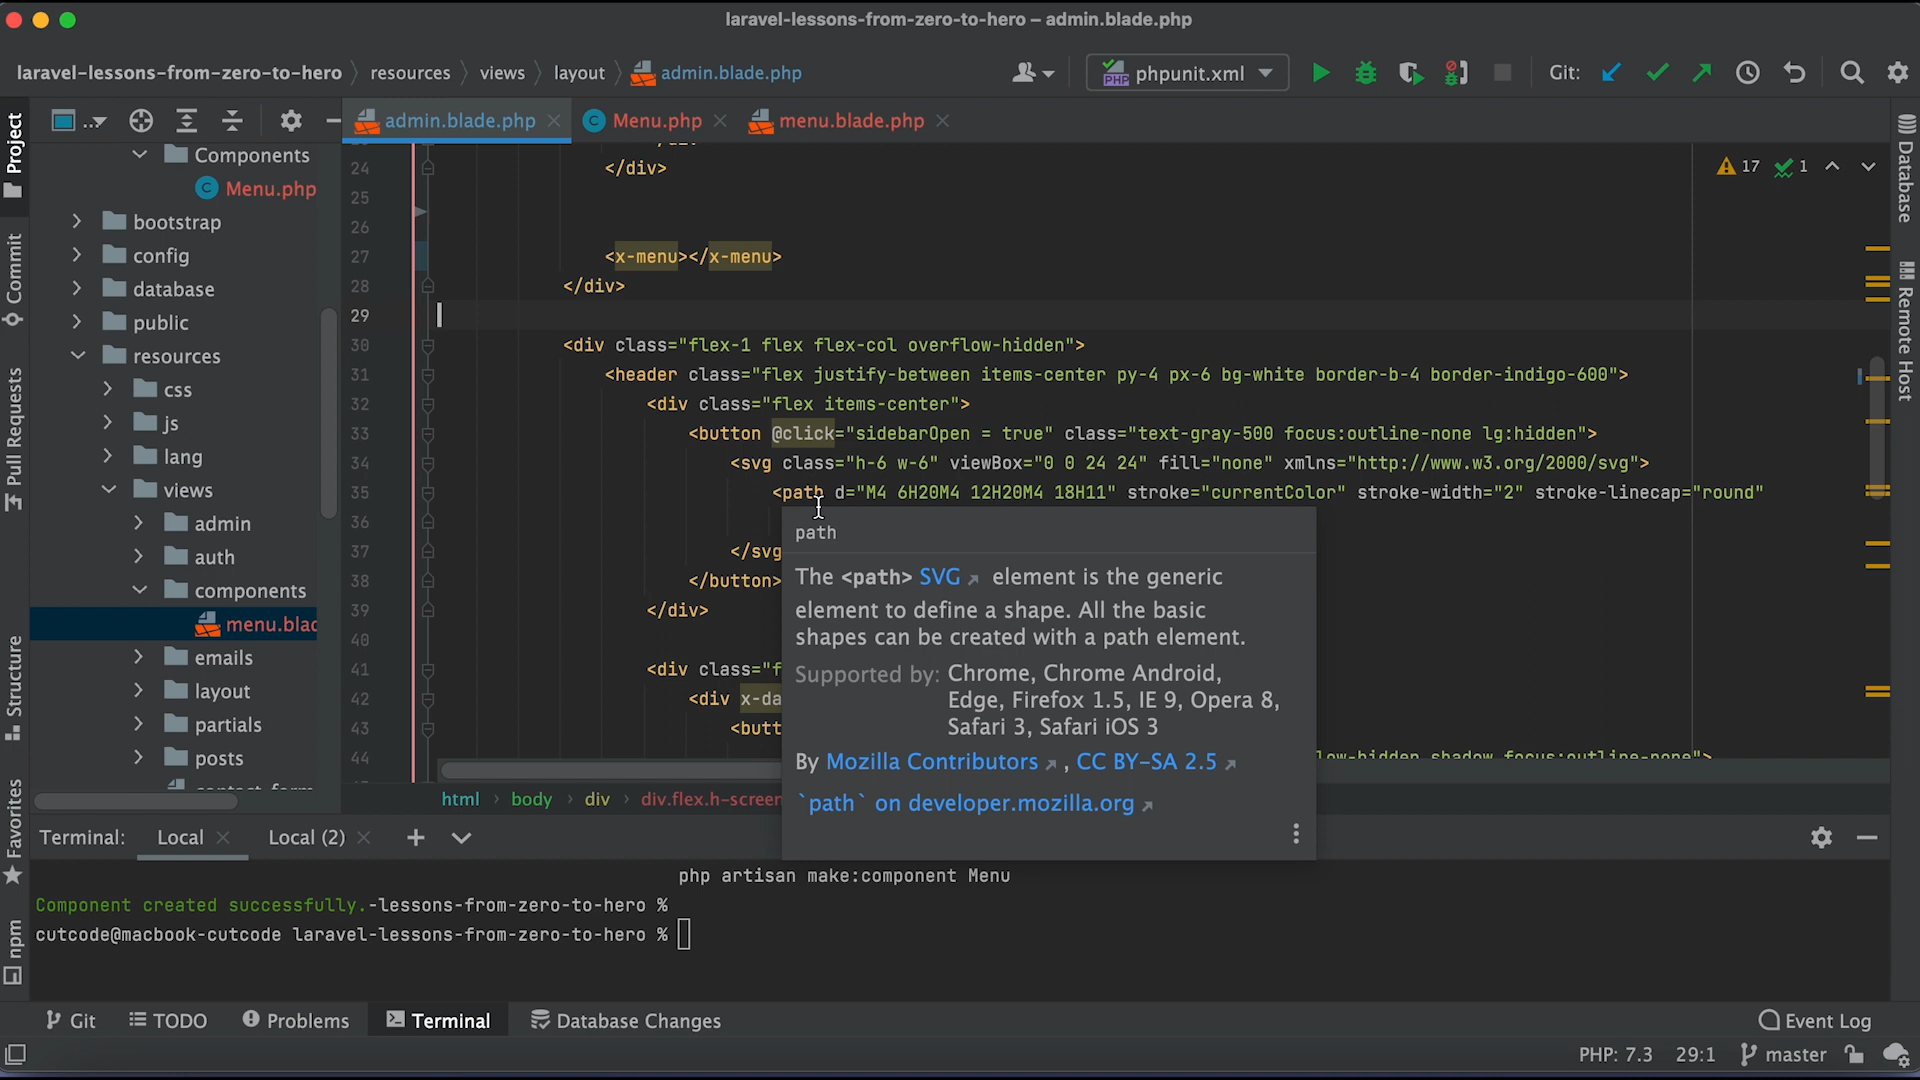 laravel-lessons-from-zero-to-hero – admin.blade.php
laravel-lessons-from-zero-to-hero resources views layout admin.blade.php
phpunit.xml
Git:
Project
Commit
Pull Requests
Structure
Favorites
npm
Database
Remote Host
admin.blade.php
Menu.php
menu.blade.php
Components
Menu.php
bootstrap
config
database
public
resources
css
js
lang
views
admin
auth
components
menu.blad
emails
layout
partials
posts
17
1
24 </div>
25
26
27 <x-menu></x-menu>
28 </div>
29
30 <div class="flex-1 flex flex-col overflow-hidden">
31 <header class="flex justify-between items-center py-4 px-6 bg-white border-b-4 border-indigo-600">
32 <div class="flex items-center">
33 <button @click="sidebarOpen = true" class="text-gray-500 focus:outline-none lg:hidden">
34 <svg class="h-6 w-6" viewBox="0 0 24 24" fill="none" xmlns="http://www.w3.org/2000/svg">
35 <path d="M4 6H20M4 12H20M4 18H11" stroke="currentColor" stroke-width="2" stroke-linecap="round"
36
37 </svg
38 </button>
39 </div>
40
41 <div class="f
42 <div x-da
43 <butt
44 low-hidden shadow focus:outline-none">
path
The <path> SVG element is the generic
element to define a shape. All the basic
shapes can be created with a path element.
Supported by: Chrome, Chrome Android,
Edge, Firefox 1.5, IE 9, Opera 8,
Safari 3, Safari iOS 3
By Mozilla Contributors , CC BY-SA 2.5
`path` on developer.mozilla.org
html body div div.flex.h-screen
Terminal: Local Local (2)
php artisan make:component Menu
Component created successfully.-lessons-from-zero-to-hero %
cutcode@macbook-cutcode laravel-lessons-from-zero-to-hero %
Git TODO Problems Terminal Database Changes Event Log
PHP: 7.3 29:1 master